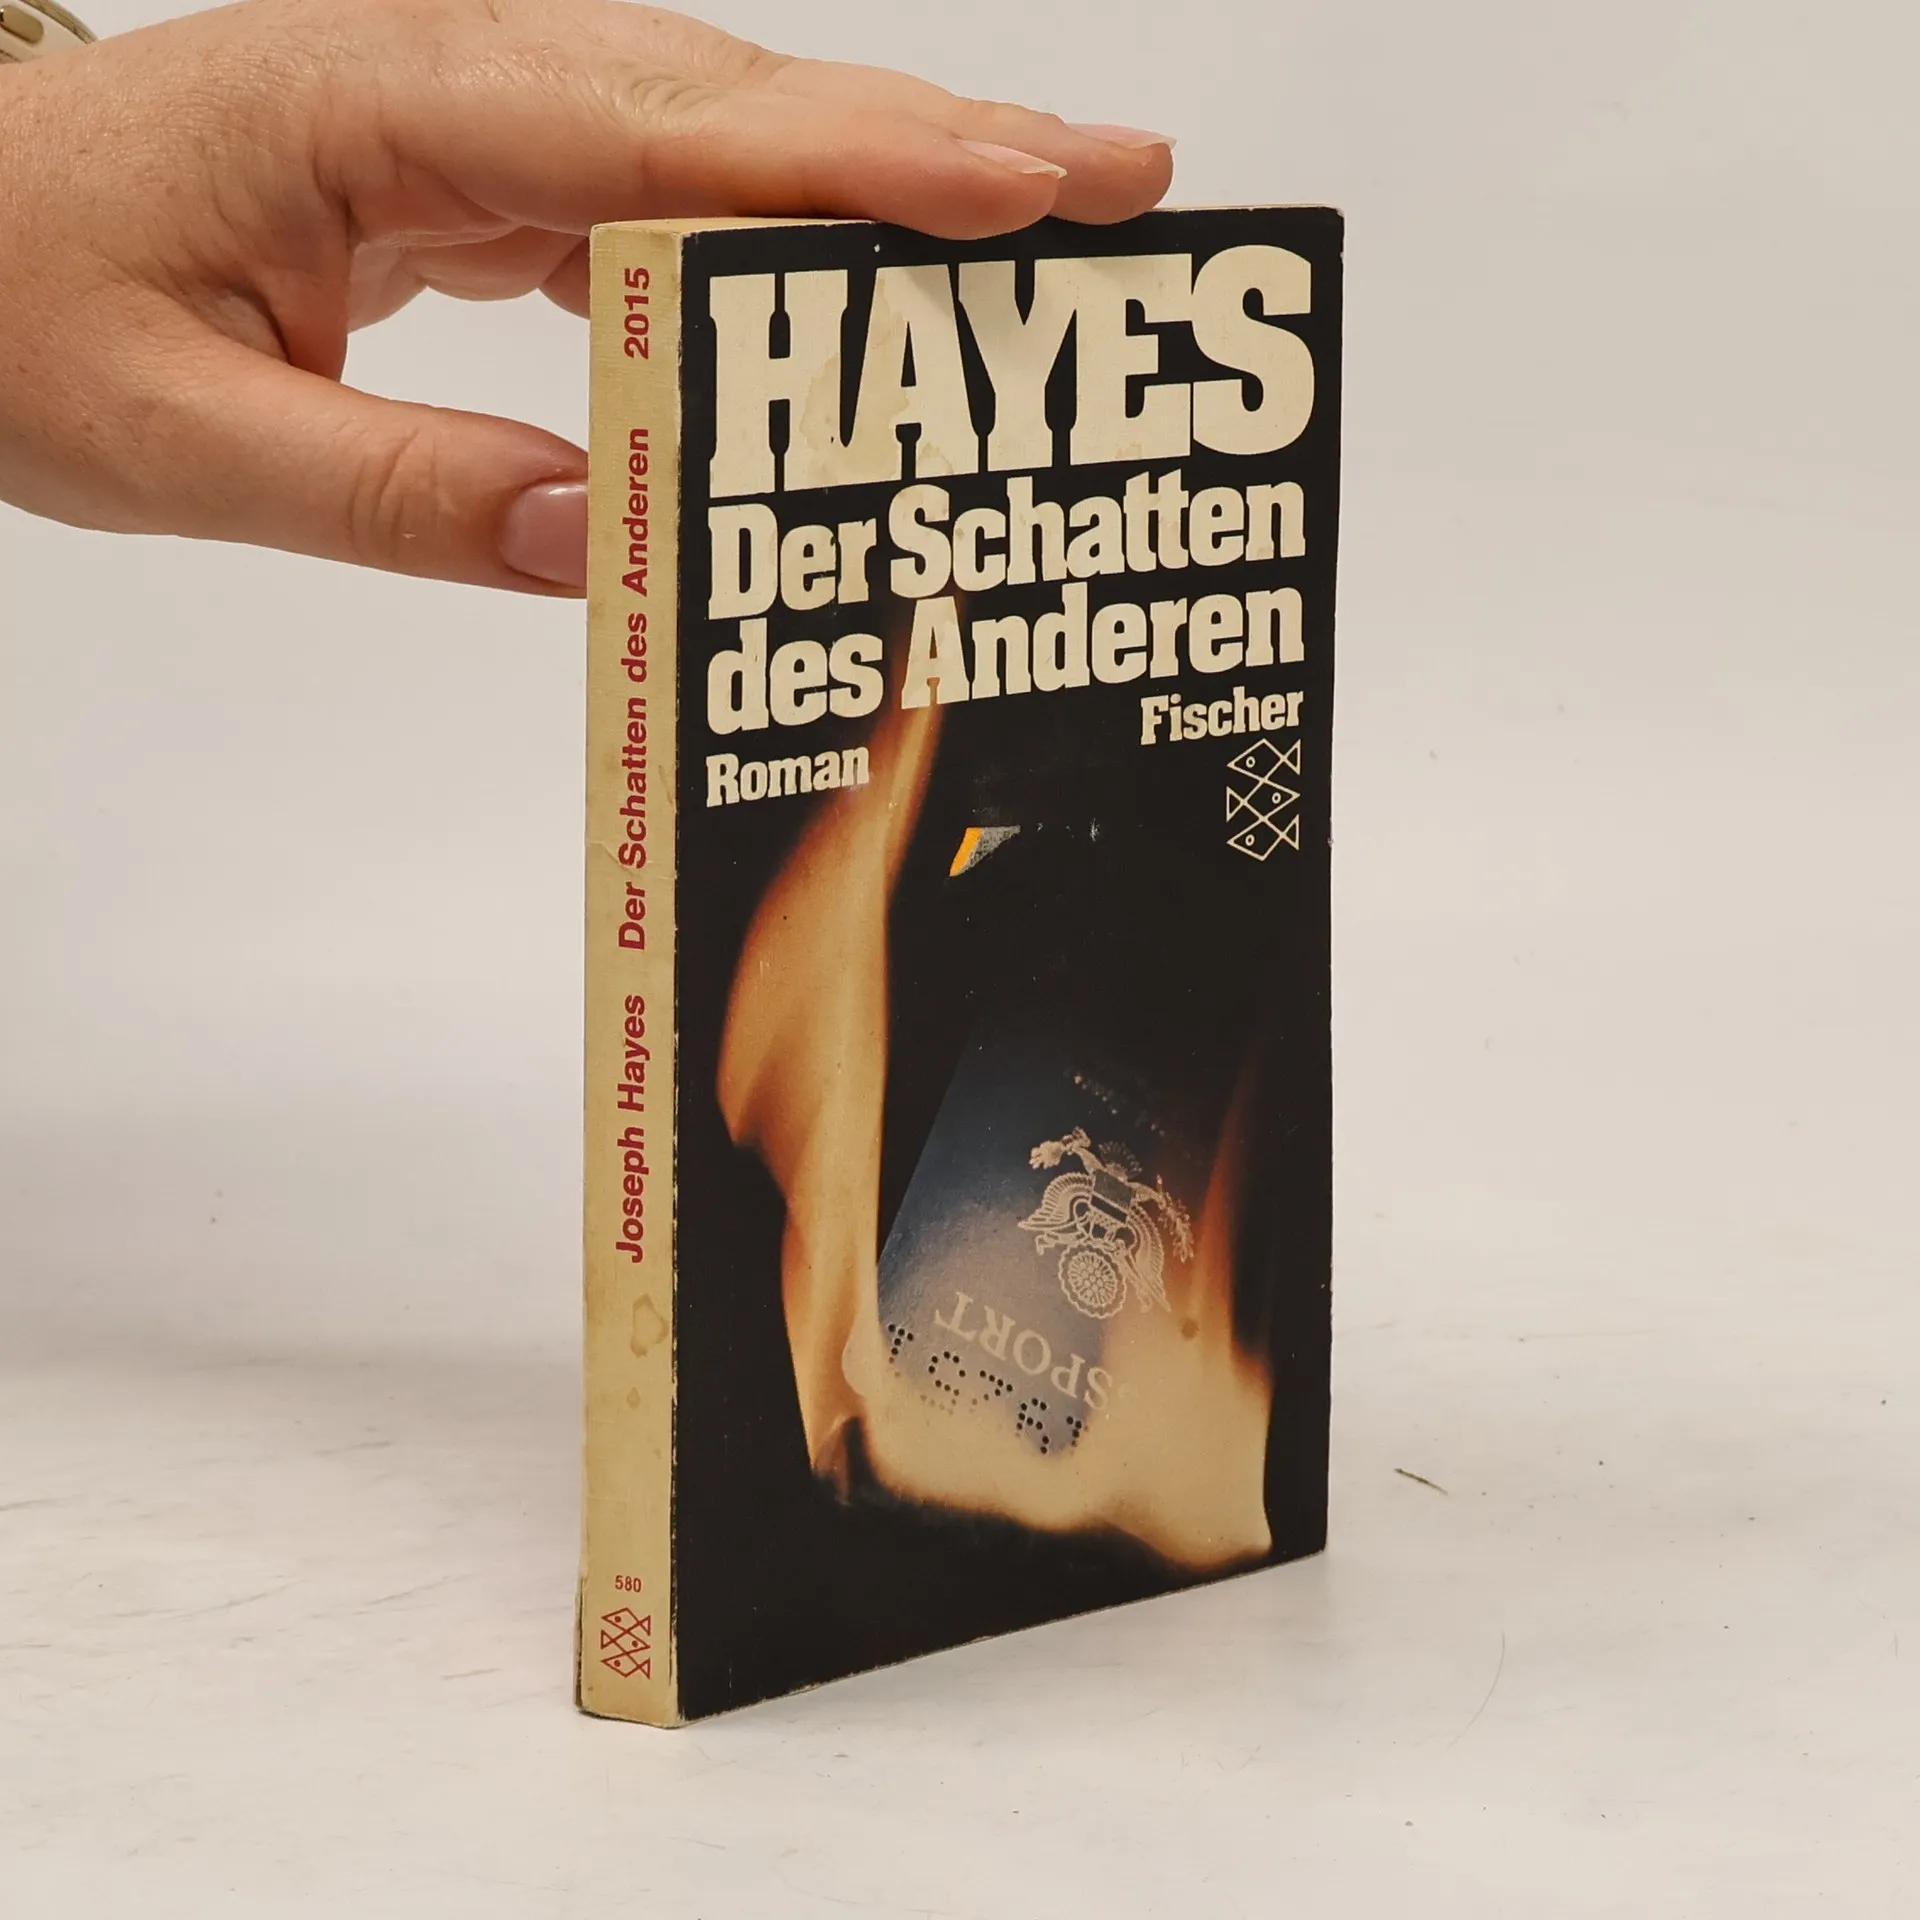 HAYES
Der Schatten
des Anderen
Fischer
Roman
SPORT
Joseph Hayes Der Schatten des Anderen 2015
580